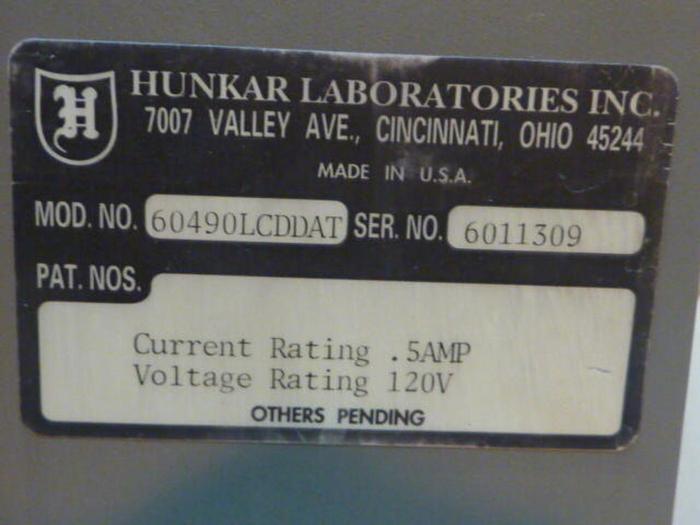 H
HUNKAR LABORATORIES INC.
7007 VALLEY AVE., CINCINNATI, OHIO 45244
MADE IN U.S.A.
MOD. NO. 60490LCDDAT SER. NO. 6011309
PAT. NOS.
Current Rating .5AMP
Voltage Rating 120V
OTHERS PENDING